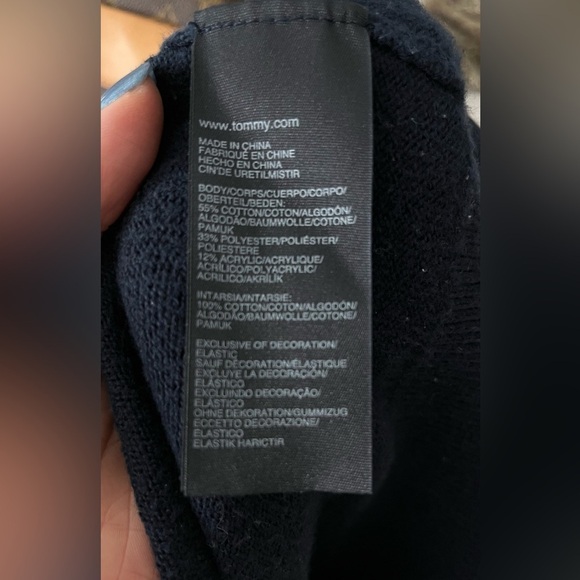 www.tommy.com
MADE IN CHINA
FABRIQUÉ EN CHINE
HECHO EN CHINA
CIN'DE URETILMISTIR
BODY/CORPS/CUERPO/CORPO/
OBERTEIL/BEDEN:
55% COTTON/COTON/ALGODÓN/
ALGODÃO/BAUMWOLLE/COTONE/
PAMUK
33% POLYESTER/POLIÉSTER/
POLIESTERE
12% ACRYLIC/ACRYLIQUE/
ACRÍLICO/POLYACRYLIC/
ACRILICO/AKRİLİK
INTARSIA/INTARSIE:
100% COTTON/COTON/ALGODÓN/
ALGODÃO/BAUMWOLLE/COTONE/
PAMUK
EXCLUSIVE OF DECORATION/
ELASTIC
SAUF DÉCORATION/ÉLASTIQUE
EXCLUYE LA DECORACIÓN/
ELÁSTICO
EXCLUINDO DECORAÇÃO/
ELÁSTICO
OHNE DEKORATION/GUMMIZUG
ECCETTO DECORAZIONE/
ELASTICO
ELASTIK HARICTIR